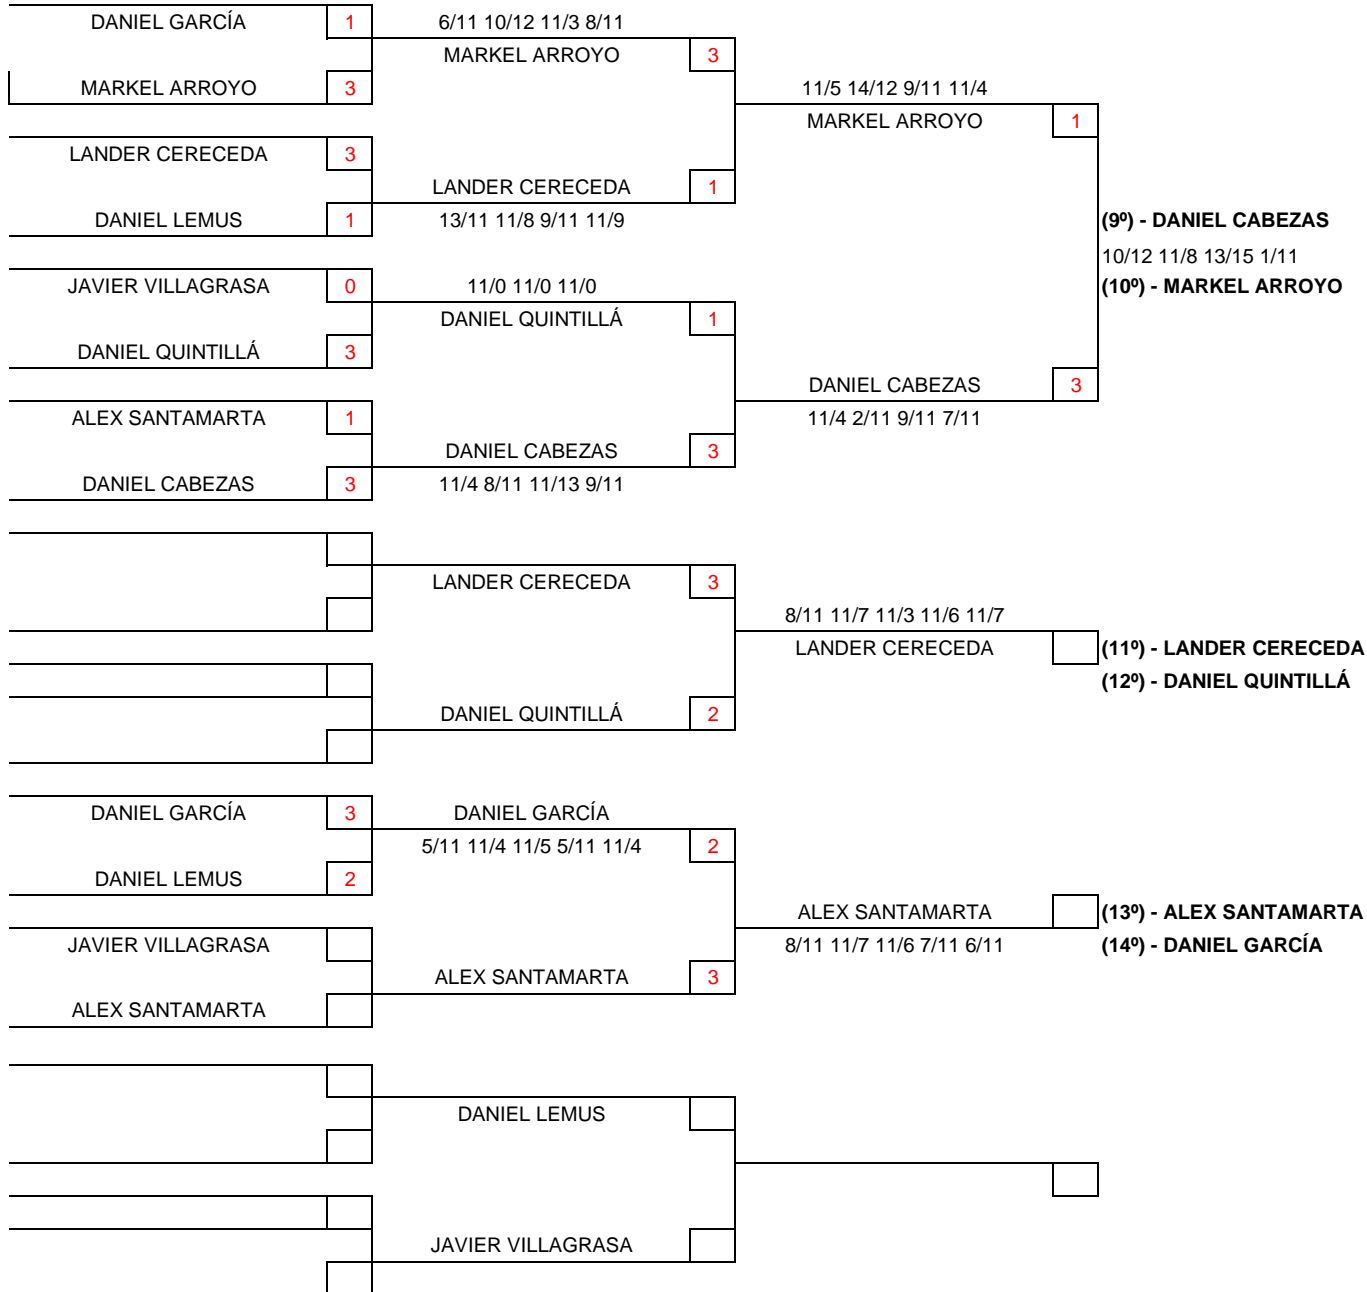 DANIEL GARCÍA 1 6/11 10/12 11/3 8/11
MARKEL ARROYO 3
MARKEL ARROYO 3 11/5 14/12 9/11 11/4
MARKEL ARROYO 1
LANDER CERECEDA 3
LANDER CERECEDA 1
DANIEL LEMUS 1 13/11 11/8 9/11 11/9 (9º) - DANIEL CABEZAS
10/12 11/8 13/15 1/11
JAVIER VILLAGRASA 0 11/0 11/0 11/0 (10º) - MARKEL ARROYO
DANIEL QUINTILLÁ 1
DANIEL QUINTILLÁ 3
DANIEL CABEZAS 3
ALEX SANTAMARTA 1 11/4 2/11 9/11 7/11
DANIEL CABEZAS 3
DANIEL CABEZAS 3 11/4 8/11 11/13 9/11
LANDER CERECEDA 3
8/11 11/7 11/3 11/6 11/7
LANDER CERECEDA (11º) - LANDER CERECEDA
(12º) - DANIEL QUINTILLÁ
DANIEL QUINTILLÁ 2
DANIEL GARCÍA 3 DANIEL GARCÍA
5/11 11/4 11/5 5/11 11/4 2
DANIEL LEMUS 2
ALEX SANTAMARTA (13º) - ALEX SANTAMARTA
JAVIER VILLAGRASA 8/11 11/7 11/6 7/11 6/11 (14º) - DANIEL GARCÍA
ALEX SANTAMARTA 3
ALEX SANTAMARTA
DANIEL LEMUS
JAVIER VILLAGRASA